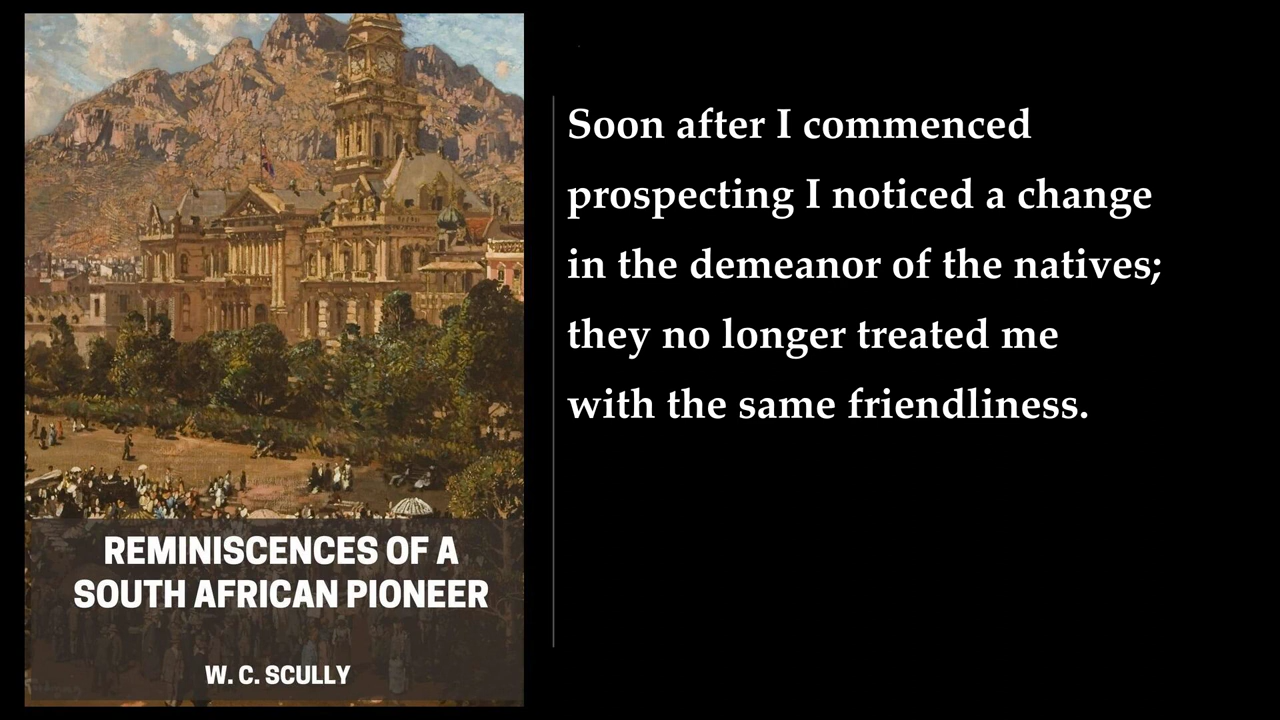 REMINISCENCES OF A
SOUTH AFRICAN PIONEER
W. C. SCULLY
Soon after I commenced
prospecting I noticed a change
in the demeanor of the natives;
they no longer treated me
with the same friendliness.